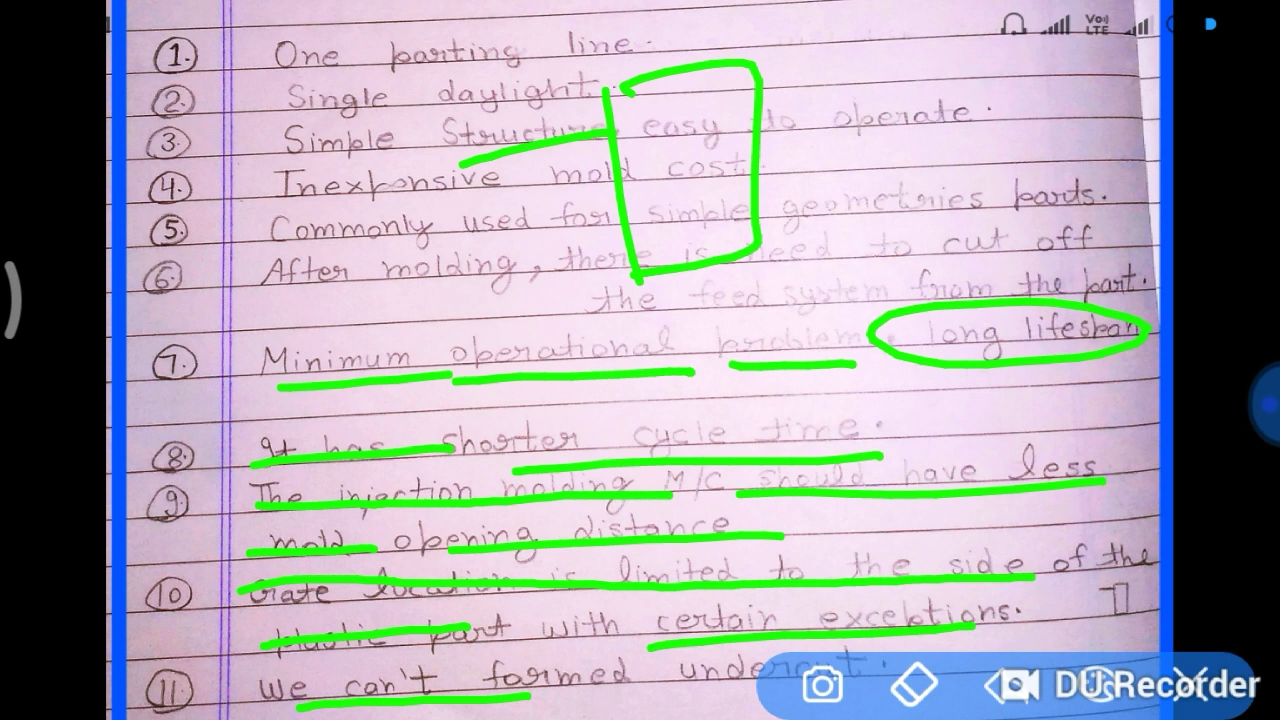 ① One parting line.
② Single daylight.
③ Simple Structure easy to operate.
④ Inexpensive mold cost.
⑤ Commonly used for simple geometries parts.
⑥ After molding, there is need to cut off
the feed system from the part.
⑦ Minimum operational problem. long lifespan
⑧ It has shorter cycle time.
⑨ The injection molding M/C should have less
mold opening distance
⑩ Gate location is limited to the side of the
plastic part with certain exceptions.
⑪ We can't formed undercut.
Vo) LTE
DU Recorder